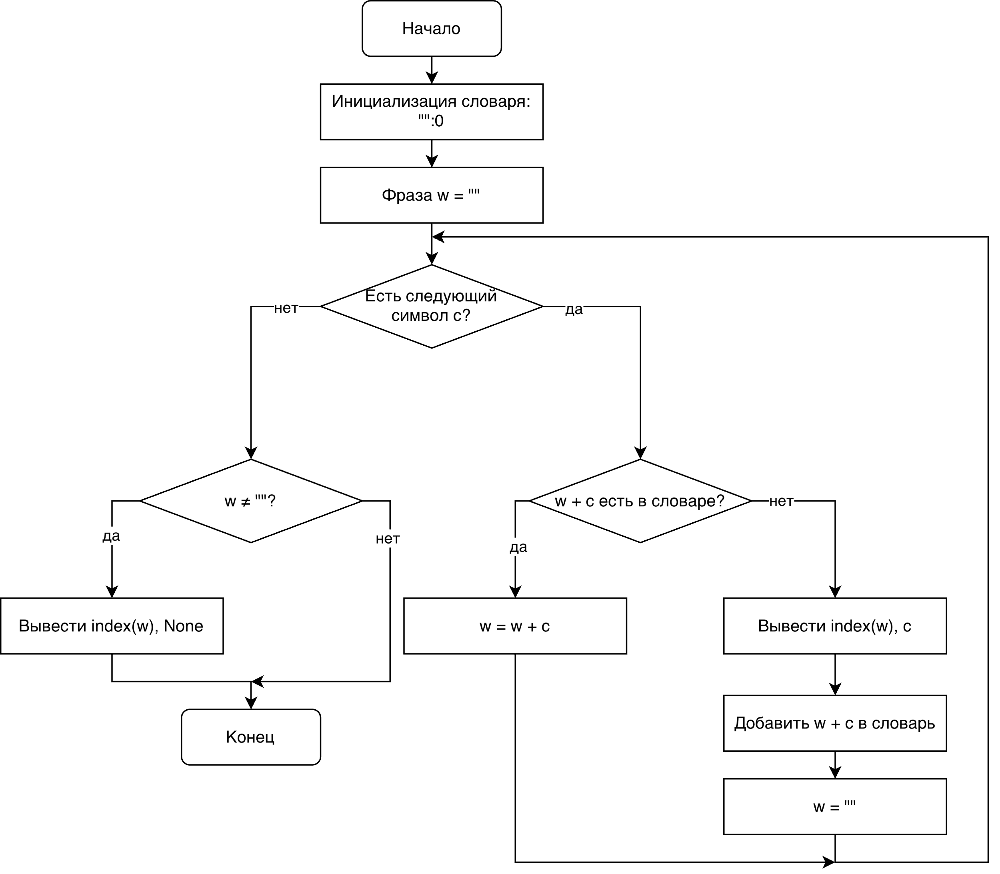 Начало
Инициализация словаря:
"":0
Фраза w = ""
Есть следующий
символ c?
нет
да
w ≠ ""?
w + c есть в словаре?
нет
да
нет
да
Вывести index(w), None
w = w + c
Вывести index(w), c
Добавить w + c в словарь
Конец
w = ""